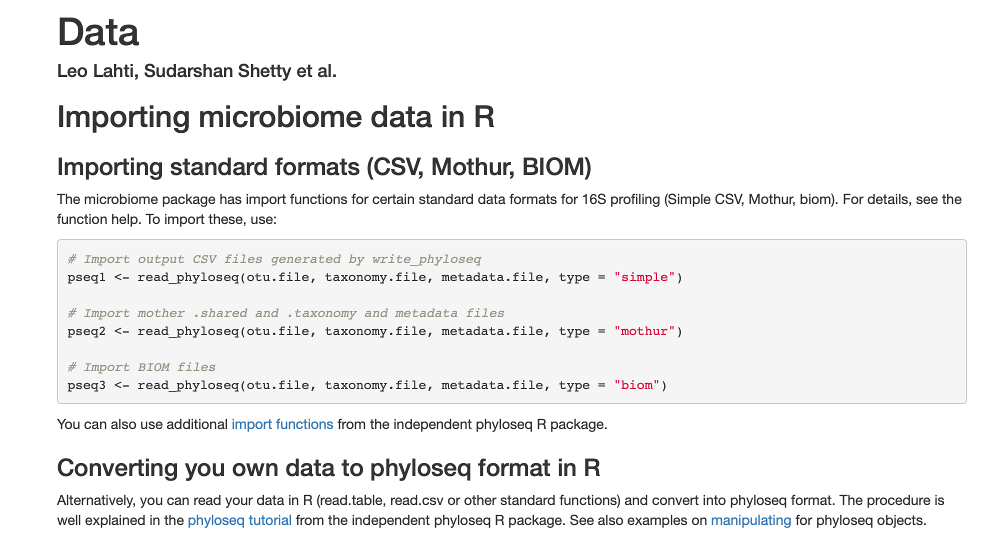 Data
Leo Lahti, Sudarshan Shetty et al.
Importing microbiome data in R
Importing standard formats (CSV, Mothur, BIOM)
The microbiome package has import functions for certain standard data formats for 16S profiling (Simple CSV, Mothur, biom). For details, see the
function help. To import these, use:
# Import output CSV files generated by write_phyloseq
pseq1 <- read_phyloseq(otu.file, taxonomy.file, metadata.file, type = "simple")
# Import mother .shared and .taxonomy and metadata files
pseq2 <- read_phyloseq(otu.file, taxonomy.file, metadata.file, type = "mothur")
# Import BIOM files
pseq3 <- read_phyloseq(otu.file, taxonomy.file, metadata.file, type = "biom")
You can also use additional import functions from the independent phyloseq R package.
Converting you own data to phyloseq format in R
Alternatively, you can read your data in R (read.table, read.csv or other standard functions) and convert into phyloseq format. The procedure is
well explained in the phyloseq tutorial from the independent phyloseq R package. See also examples on manipulating for phyloseq objects.